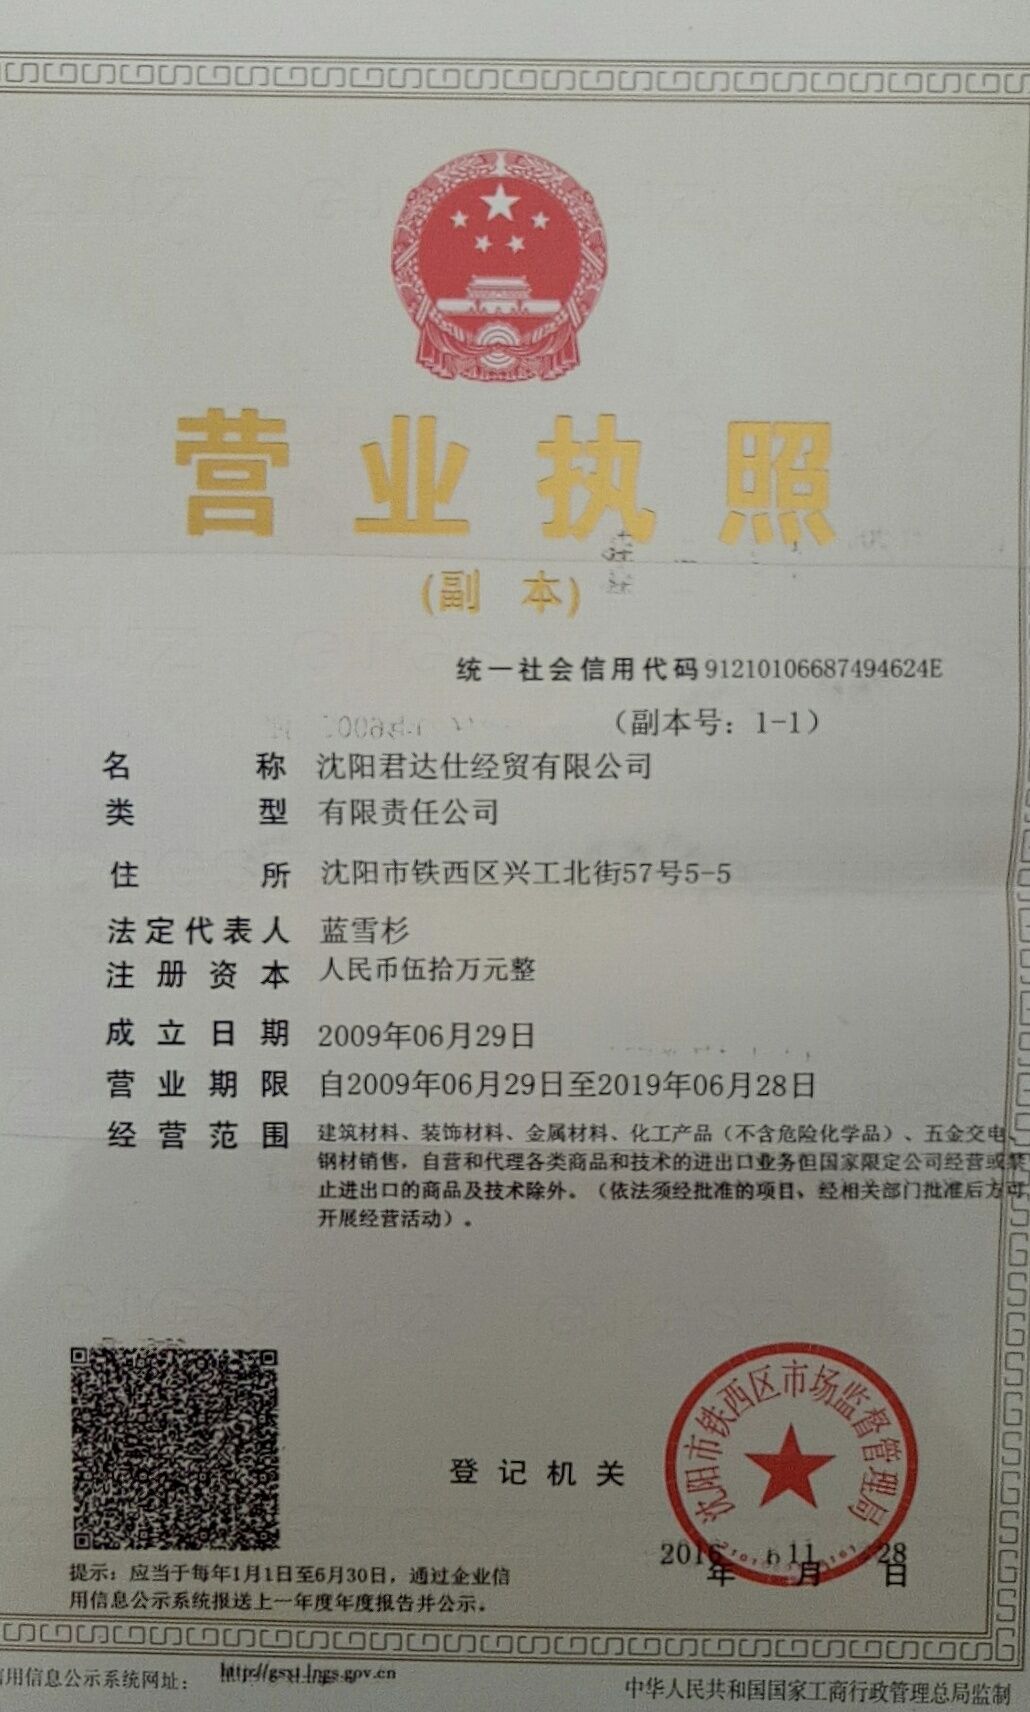 营业执照
(副 本)
统一社会信用代码 91210106687494624E
（副本号：1-1）
名 称 沈阳君达仕经贸有限公司
类 型 有限责任公司
住 所 沈阳市铁西区兴工北街57号5-5
法定代表人 蓝雪杉
注册资本 人民币伍拾万元整
成立日期 2009年06月29日
营业期限 自2009年06月29日至2019年06月28日
经营范围 建筑材料、装饰材料、金属材料、化工产品（不含危险化学品）、五金交电、
钢材销售，自营和代理各类商品和技术的进出口业务但国家限定公司经营或禁
止进出口的商品及技术除外。（依法须经批准的项目、经相关部门批准后方可
开展经营活动）。
沈阳市铁西区市场监督管理局
登记机关
2016年11月28日
提示：应当于每年1月1日至6月30日，通过企业信
用信息公示系统报送上一年度年度报告并公示。
用信息公示系统网址：
中华人民共和国国家工商行政管理总局监制